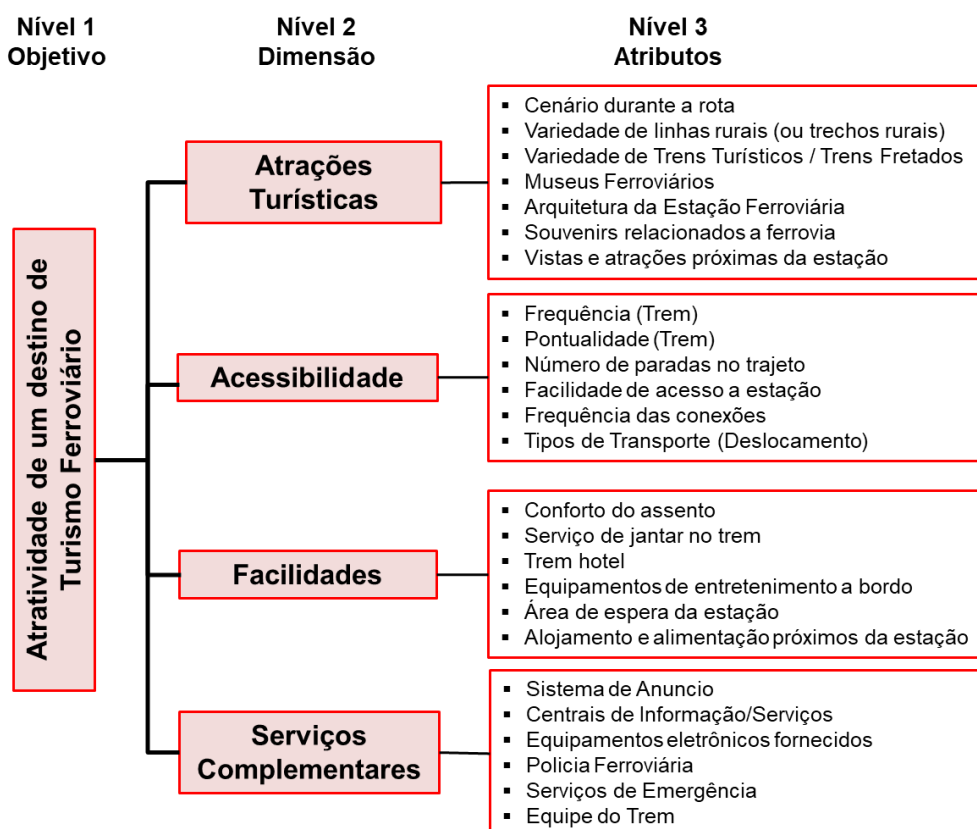 Nível 1
Objetivo
Nível 2
Dimensão
Nível 3
Atributos
Atratividade de um destino de
Turismo Ferroviário
Atrações
Turísticas
▪ Cenário durante a rota
▪ Variedade de linhas rurais (ou trechos rurais)
▪ Variedade de Trens Turísticos / Trens Fretados
▪ Museus Ferroviários
▪ Arquitetura da Estação Ferroviária
▪ Souvenirs relacionados a ferrovia
▪ Vistas e atrações próximas da estação
Acessibilidade
▪ Frequência (Trem)
▪ Pontualidade (Trem)
▪ Número de paradas no trajeto
▪ Facilidade de acesso a estação
▪ Frequência das conexões
▪ Tipos de Transporte (Deslocamento)
Facilidades
▪ Conforto do assento
▪ Serviço de jantar no trem
▪ Trem hotel
▪ Equipamentos de entretenimento a bordo
▪ Área de espera da estação
▪ Alojamento e alimentação próximos da estação
Serviços
Complementares
▪ Sistema de Anuncio
▪ Centrais de Informação/Serviços
▪ Equipamentos eletrônicos fornecidos
▪ Policia Ferroviária
▪ Serviços de Emergência
▪ Equipe do Trem